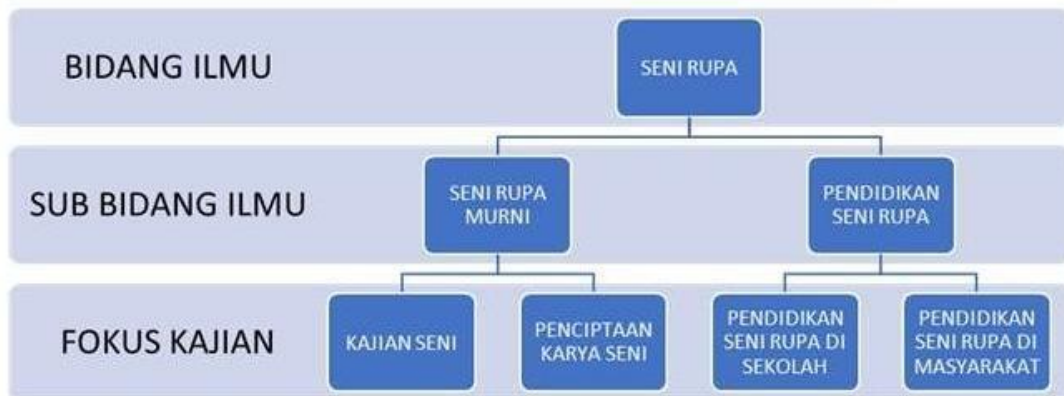 BIDANG ILMU
SENI RUPA
SUB BIDANG ILMU
SENI RUPA
MURNI
PENDIDIKAN
SENI RUPA
FOKUS KAJIAN
KAJIAN SENI
PENCIPTAAN
KARYA SENI
PENDIDIKAN
SENI RUPA DI
SEKOLAH
PENDIDIKAN
SENI RUPA DI
MASYARAKAT